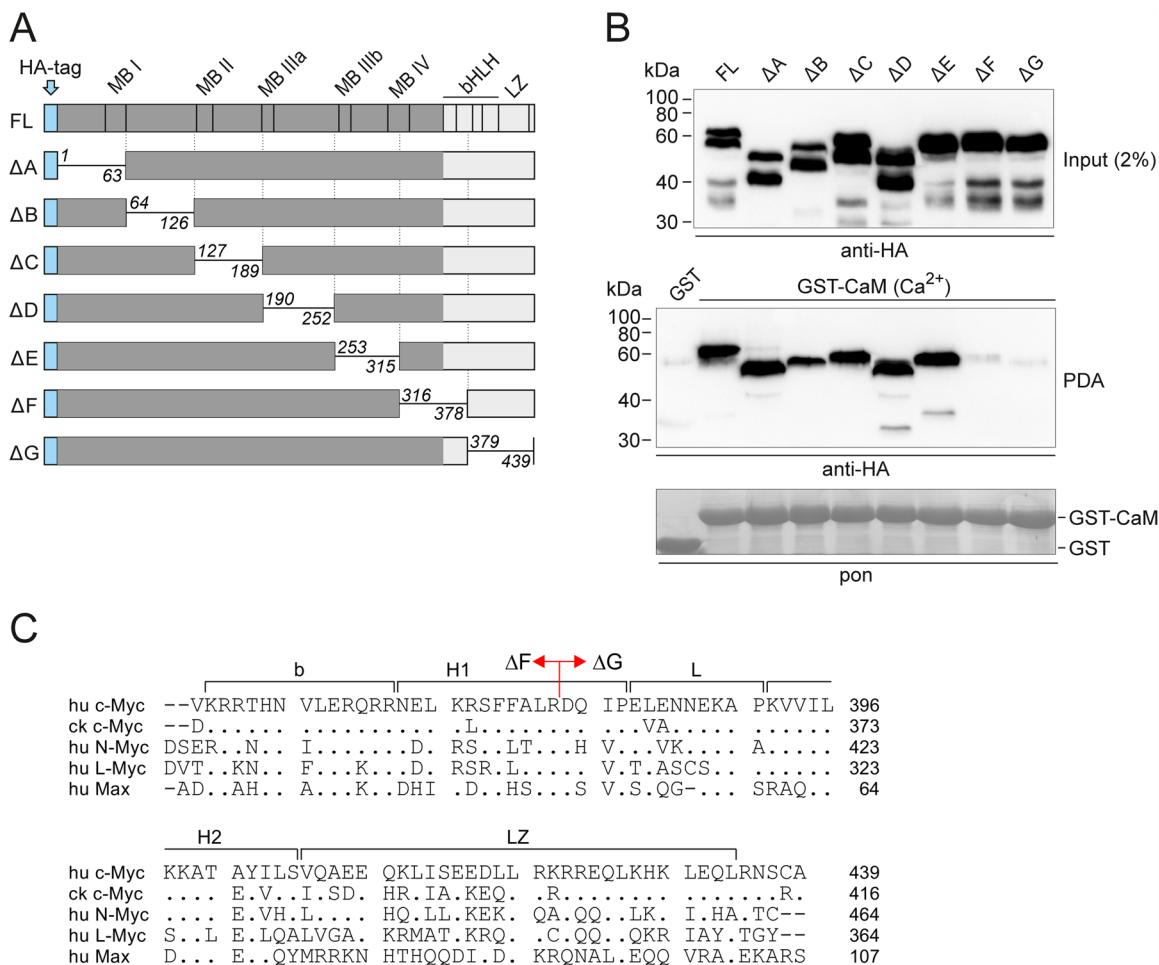 A
HA-tag
MB I
MB II
MB IIIa
MB IIIb
MB IV
bHLH
LZ
FL
ΔA
1
63
ΔB
64
126
ΔC
127
189
ΔD
190
252
ΔE
253
315
ΔF
316
378
ΔG
379
439
B
kDa
FL ΔA ΔB ΔC ΔD ΔE ΔF ΔG
100
80
60
40
30
Input (2%)
anti-HA
kDa
GST
GST-CaM (Ca2+)
100
80
60
40
30
PDA
anti-HA
GST-CaM
GST
pon
C
ΔF ΔG
b H1 L
hu c-Myc --VKRRTHN VLERQRRNEL KRSFFALRDQ IPELENNEKA PKVVIL 396
ck c-Myc --D...... .......... ..L....... ...VA..... ...... 373
hu N-Myc DSER..N.. I.......D. RS..LT...H V...VK.... A..... 423
hu L-Myc DVT..KN.. F...K...D. RSR.L..... V.T.ASCS.. ...... 323
hu Max -AD..AH.. A...K..DHI .D..HS...S V.S.QG-... SRAQ.. 64
H2 LZ
hu c-Myc KKAT AYILSVQAEE QKLISEEDLL RKRREQLKHK LEQLRNSCA 439
ck c-Myc .... E.V..I.SD. HR.IA.KEQ. .R........ .......R. 416
hu N-Myc .... E.VH.L.... HQ.LL.KEK. QA.QQ..LK. I.HA.TC-- 464
hu L-Myc S..L E.LQALVGA. KRMAT.KRQ. .C.QQ..QKR IAY.TGY-- 364
hu Max D... E..QYMRRKN HTHQQDI.D. KRQNAL.EQQ VRA.EKARS 107